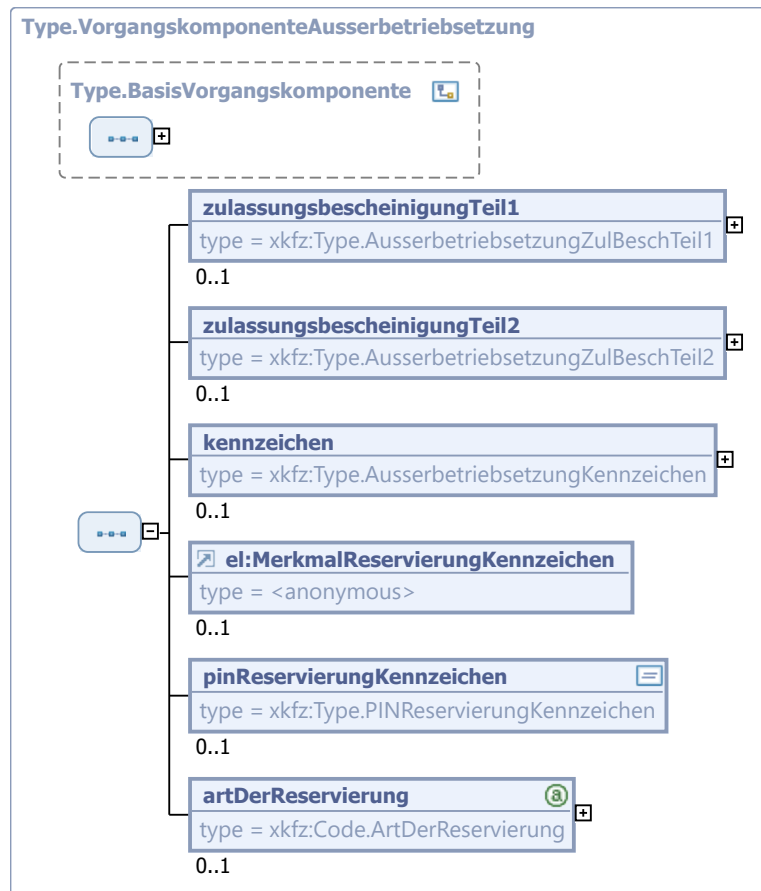 Type.VorgangskomponenteAusserbetriebsetzung
Type.BasisVorgangskomponente
zulassungsbescheinigungTeil1
type = xkfz:Type.AusserbetriebsetzungZulBeschTeil1
0..1
zulassungsbescheinigungTeil2
type = xkfz:Type.AusserbetriebsetzungZulBeschTeil2
0..1
kennzeichen
type = xkfz:Type.AusserbetriebsetzungKennzeichen
0..1
el:MerkmalReservierungKennzeichen
type = <anonymous>
0..1
pinReservierungKennzeichen
type = xkfz:Type.PINReservierungKennzeichen
0..1
artDerReservierung
type = xkfz:Code.ArtDerReservierung
0..1